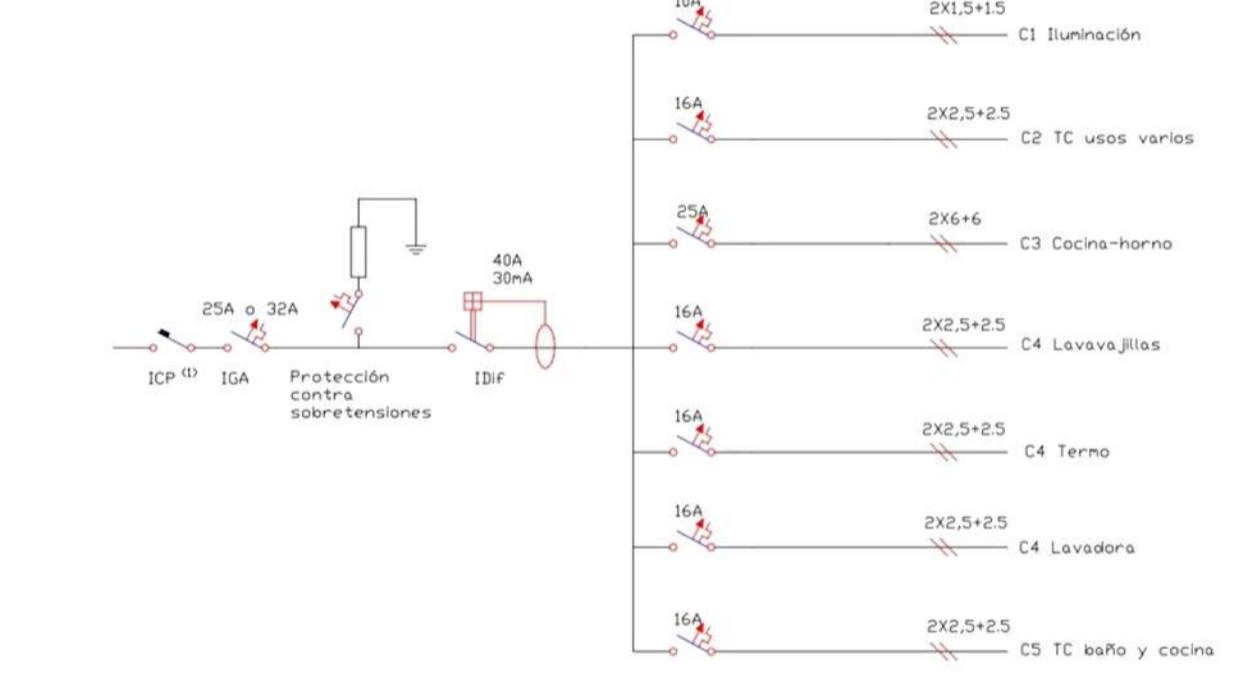 10A
2X1,5+1.5
C1 Iluminación
16A
2X2,5+2.5
C2 TC usos varios
25A
2X6+6
C3 Cocina-horno
40A
30mA
25A o 32A
16A
2X2,5+2.5
C4 Lavavajillas
ICP (1)
IGA
Protección
contra
sobretensiones
IDif
16A
2X2,5+2.5
C4 Termo
16A
2X2,5+2.5
C4 Lavadora
16A
2X2,5+2.5
C5 TC baño y cocina